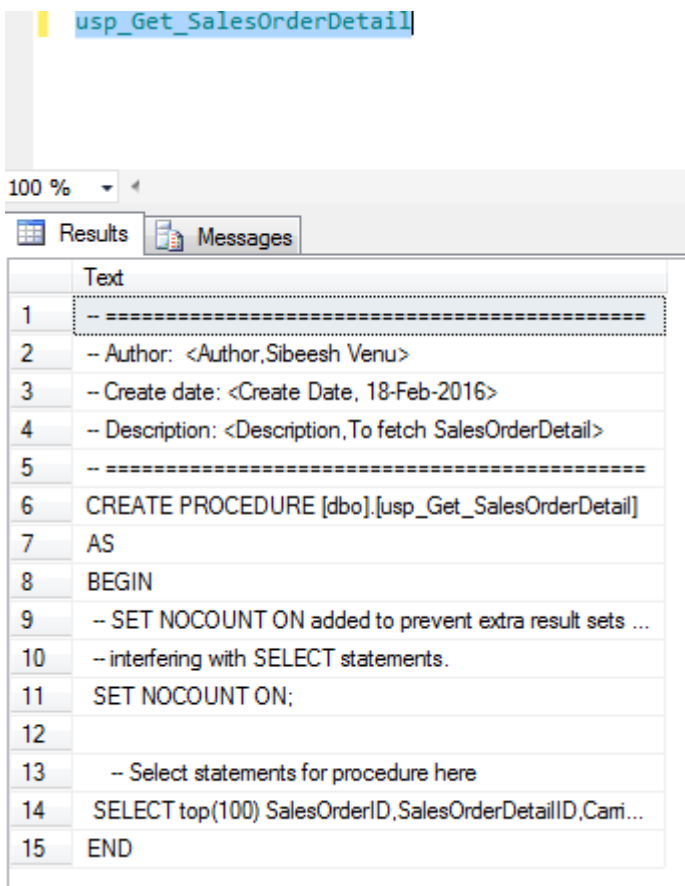 usp_Get_SalesOrderDetail
100 %
Results Messages
Text
1 -- =============================================
2 -- Author: <Author,Sibeesh Venu>
3 -- Create date: <Create Date, 18-Feb-2016>
4 -- Description: <Description,To fetch SalesOrderDetail>
5 -- =============================================
6 CREATE PROCEDURE [dbo].[usp_Get_SalesOrderDetail]
7 AS
8 BEGIN
9 -- SET NOCOUNT ON added to prevent extra result sets ...
10 -- interfering with SELECT statements.
11 SET NOCOUNT ON;
12
13 -- Select statements for procedure here
14 SELECT top(100) SalesOrderID,SalesOrderDetailID,Carri...
15 END